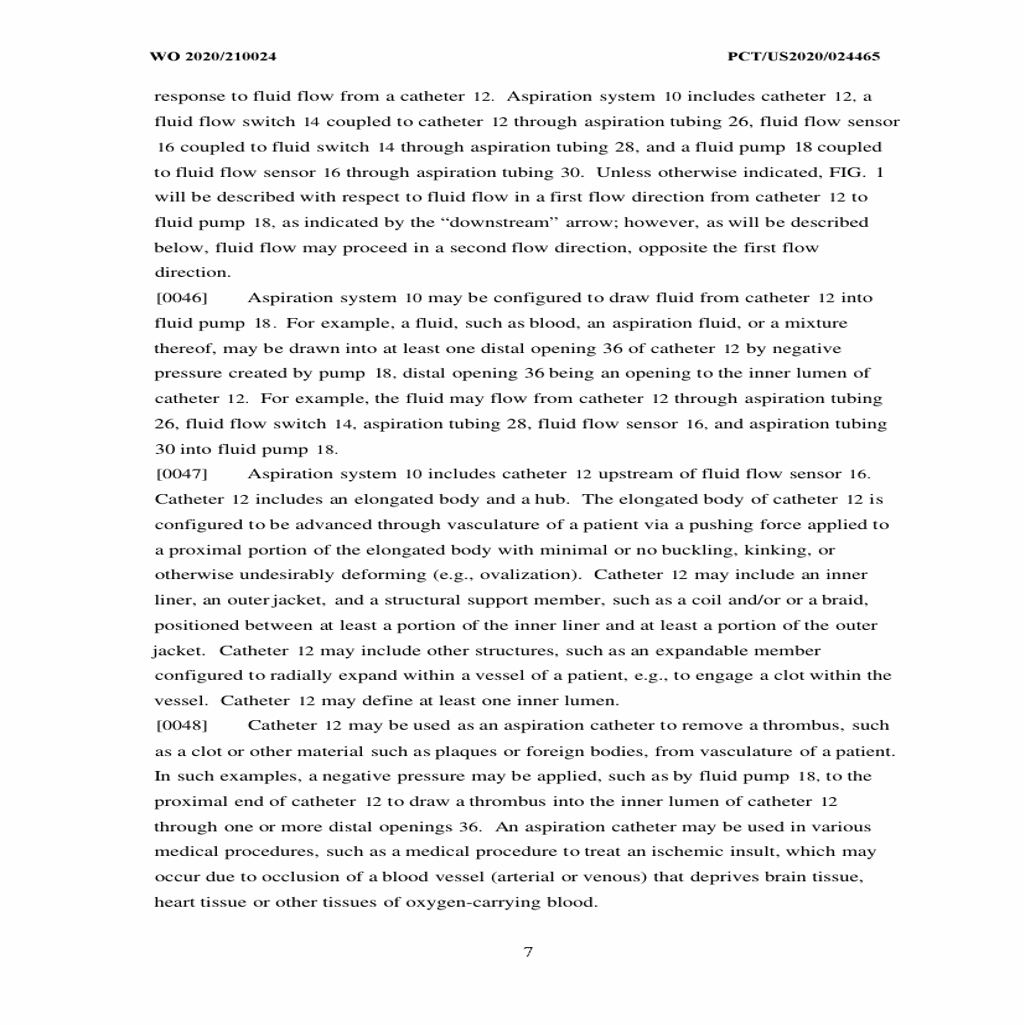 WO 2020/210024 PCT/US2020/024465
response to fluid flow from a catheter 12. Aspiration system 10 includes catheter 12, a
fluid flow switch 14 coupled to catheter 12 through aspiration tubing 26, fluid flow sensor
16 coupled to fluid switch 14 through aspiration tubing 28, and a fluid pump 18 coupled
to fluid flow sensor 16 through aspiration tubing 30. Unless otherwise indicated, FIG. 1
will be described with respect to fluid flow in a first flow direction from catheter 12 to
fluid pump 18, as indicated by the “downstream” arrow; however, as will be described
below, fluid flow may proceed in a second flow direction, opposite the first flow
direction.
[0046] Aspiration system 10 may be configured to draw fluid from catheter 12 into
fluid pump 18. For example, a fluid, such as blood, an aspiration fluid, or a mixture
thereof, may be drawn into at least one distal opening 36 of catheter 12 by negative
pressure created by pump 18, distal opening 36 being an opening to the inner lumen of
catheter 12. For example, the fluid may flow from catheter 12 through aspiration tubing
26, fluid flow switch 14, aspiration tubing 28, fluid flow sensor 16, and aspiration tubing
30 into fluid pump 18.
[0047] Aspiration system 10 includes catheter 12 upstream of fluid flow sensor 16.
Catheter 12 includes an elongated body and a hub. The elongated body of catheter 12 is
configured to be advanced through vasculature of a patient via a pushing force applied to
a proximal portion of the elongated body with minimal or no buckling, kinking, or
otherwise undesirably deforming (e.g., ovalization). Catheter 12 may include an inner
liner, an outer jacket, and a structural support member, such as a coil and/or or a braid,
positioned between at least a portion of the inner liner and at least a portion of the outer
jacket. Catheter 12 may include other structures, such as an expandable member
configured to radially expand within a vessel of a patient, e.g., to engage a clot within the
vessel. Catheter 12 may define at least one inner lumen.
[0048] Catheter 12 may be used as an aspiration catheter to remove a thrombus, such
as a clot or other material such as plaques or foreign bodies, from vasculature of a patient.
In such examples, a negative pressure may be applied, such as by fluid pump 18, to the
proximal end of catheter 12 to draw a thrombus into the inner lumen of catheter 12
through one or more distal openings 36. An aspiration catheter may be used in various
medical procedures, such as a medical procedure to treat an ischemic insult, which may
occur due to occlusion of a blood vessel (arterial or venous) that deprives brain tissue,
heart tissue or other tissues of oxygen-carrying blood.
7